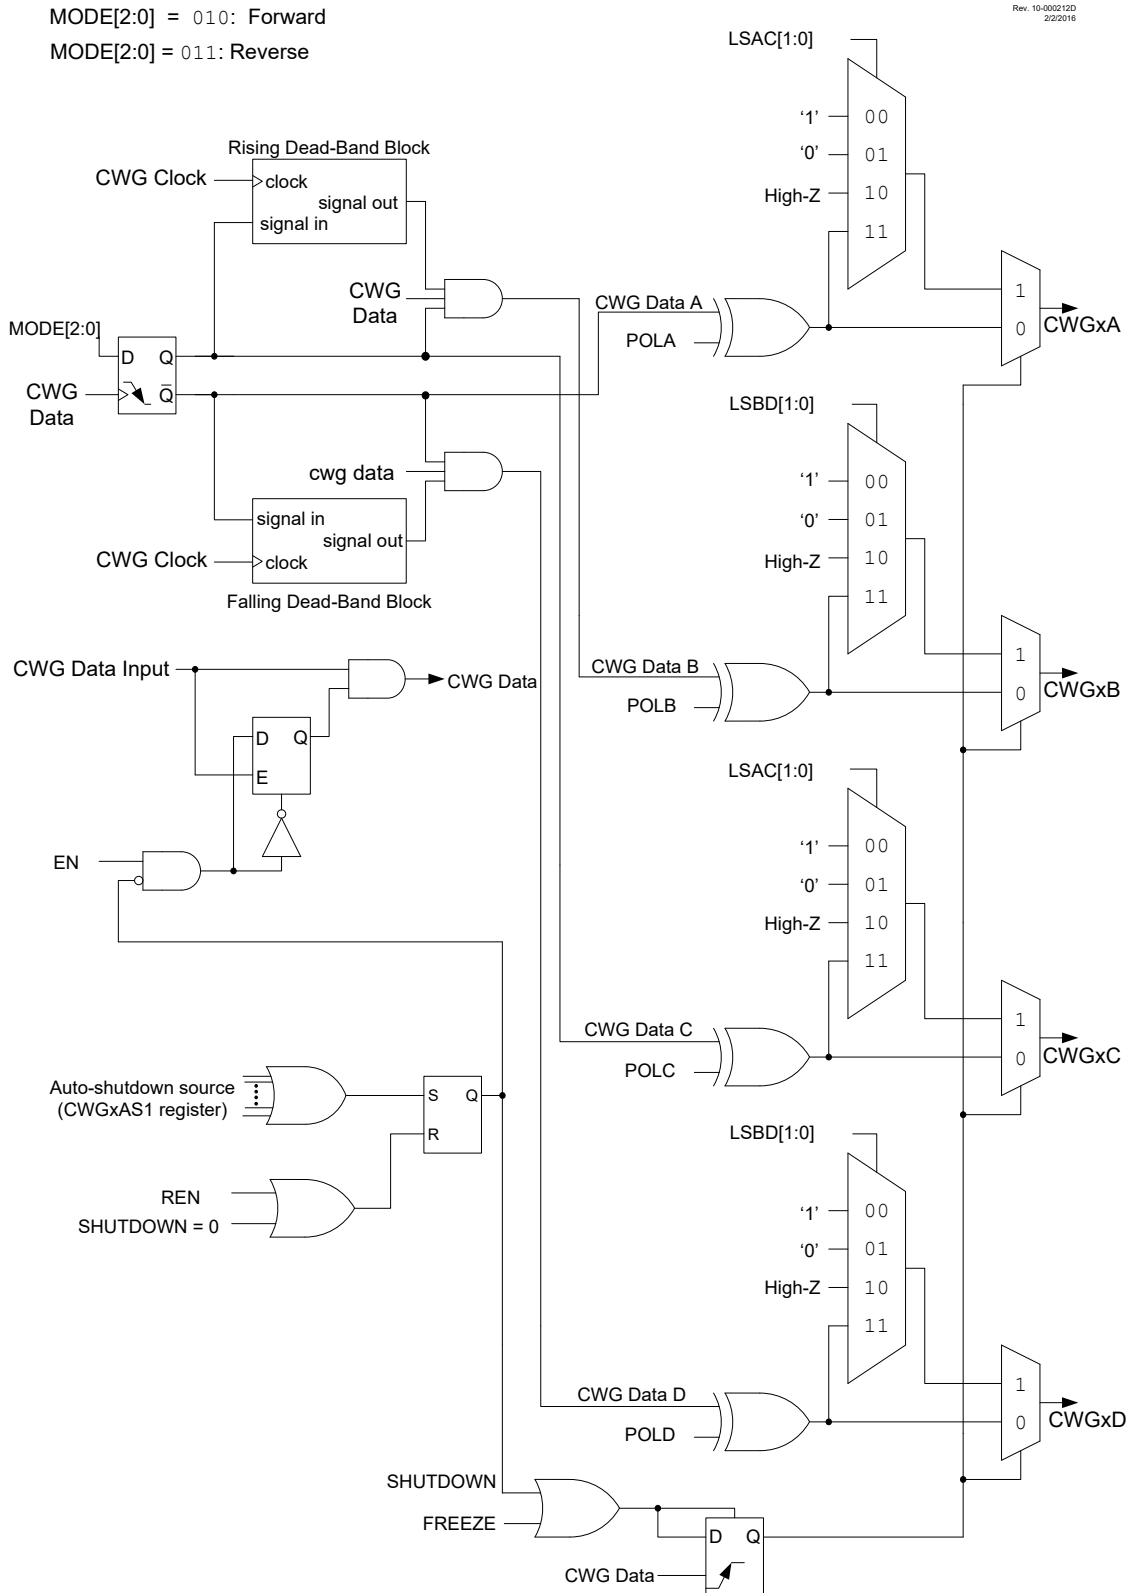 MODE[2:0] = 010: Forward
MODE[2:0] = 011: Reverse
Rev. 10-000212D
2/2/2016
LSAC[1:0]
'1'
00
'0'
01
High-Z
10
11
Rising Dead-Band Block
CWG Clock
clock
signal out
signal in
CWG
Data
CWG Data A
POLA
1
0
CWGxA
MODE[2:0]
D
Q
CWG
Data
Q
LSBD[1:0]
'1'
00
'0'
01
High-Z
10
11
cwg data
signal in
signal out
CWG Clock
clock
Falling Dead-Band Block
CWG Data Input
CWG Data
D
Q
E
EN
CWG Data B
POLB
1
0
CWGxB
LSAC[1:0]
'1'
00
'0'
01
High-Z
10
11
CWG Data C
POLC
1
0
CWGxC
Auto-shutdown source
(CWGxAS1 register)
S
Q
R
REN
SHUTDOWN = 0
LSBD[1:0]
'1'
00
'0'
01
High-Z
10
11
CWG Data D
POLD
1
0
CWGxD
SHUTDOWN
FREEZE
D
Q
CWG Data